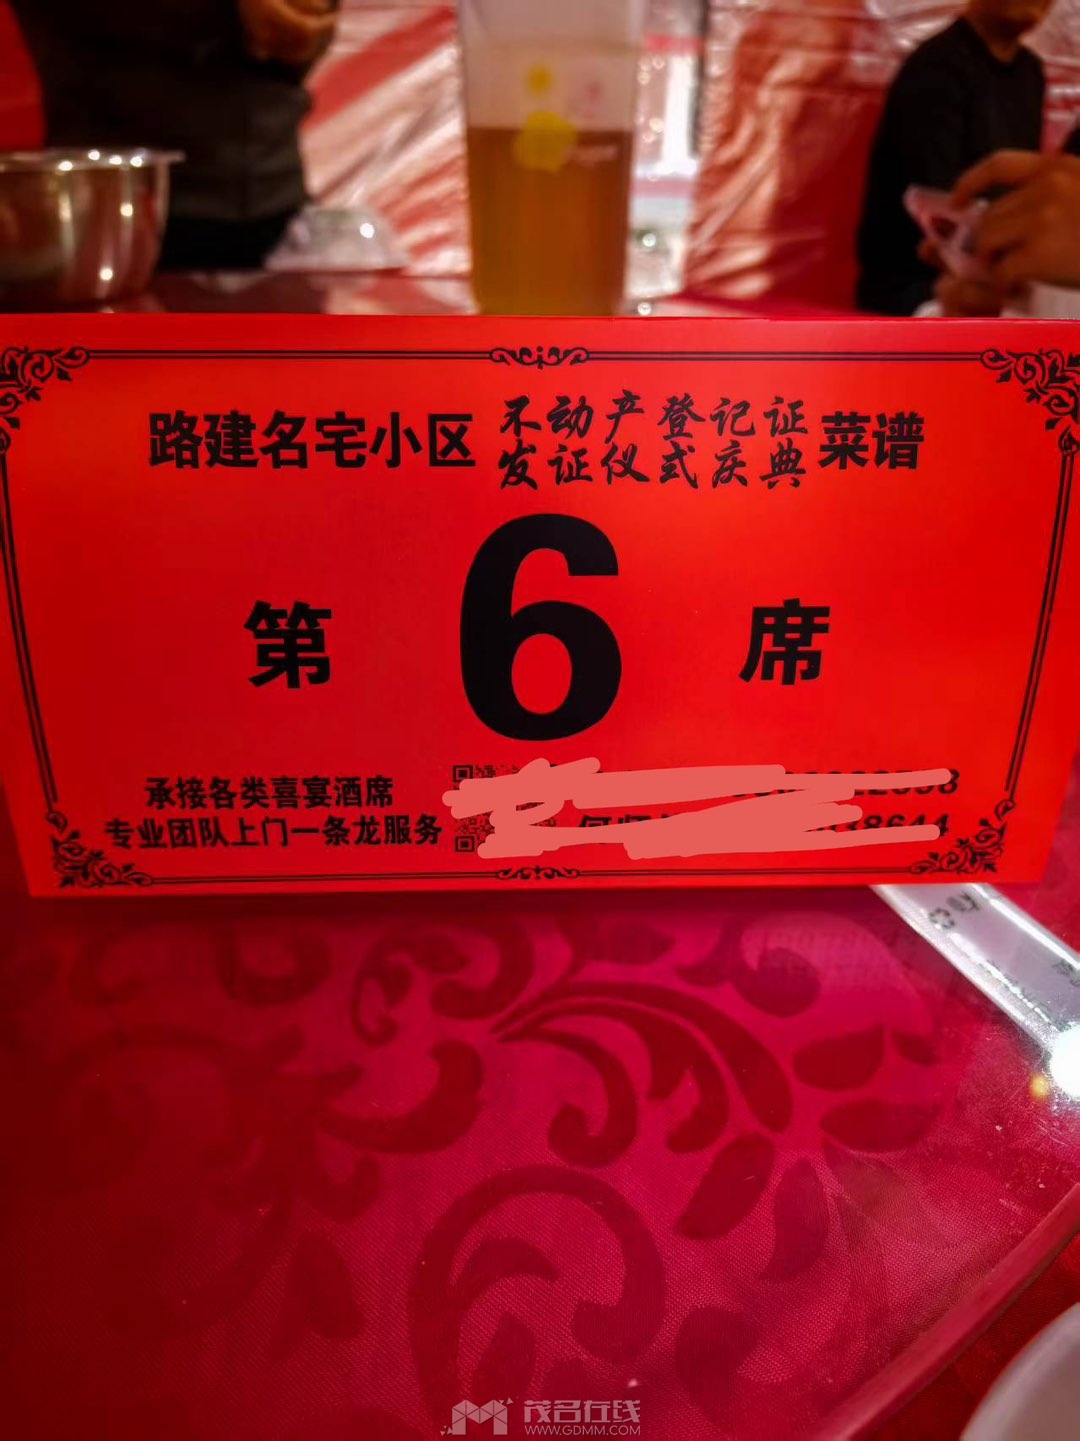 路建名宅小区 不动产登记证 菜谱
发证仪式庆典
第 6 席
承接各类喜宴酒席
专业团队上门一条龙服务
茂名在线
WWW.GDMM.COM